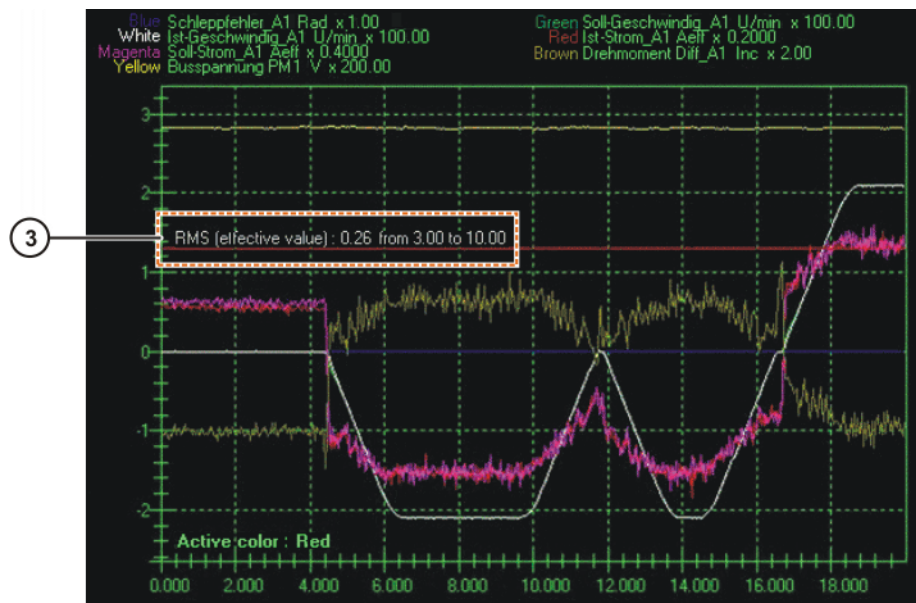 Blue Schleppfehler_A1 Rad x 1.00
White Ist-Geschwindig_A1 U/min x 100.00
Magenta Soll-Strom_A1 Aeff x 0.4000
Yellow Busspannung PM1 V x 200.00
Green Soll-Geschwindig_A1 U/min x 100.00
Red Ist-Strom_A1 Aeff x 0.2000
Brown Drehmoment Diff_A1 Inc x 2.00
3
2
3
RMS (elfective value) : 0.26 from 3.00 to 10.00
1
0
-1
-2
Active color : Red
0.000 2.000 4.000 6.000 8.000 10.000 12.000 14.000 16.000 18.000